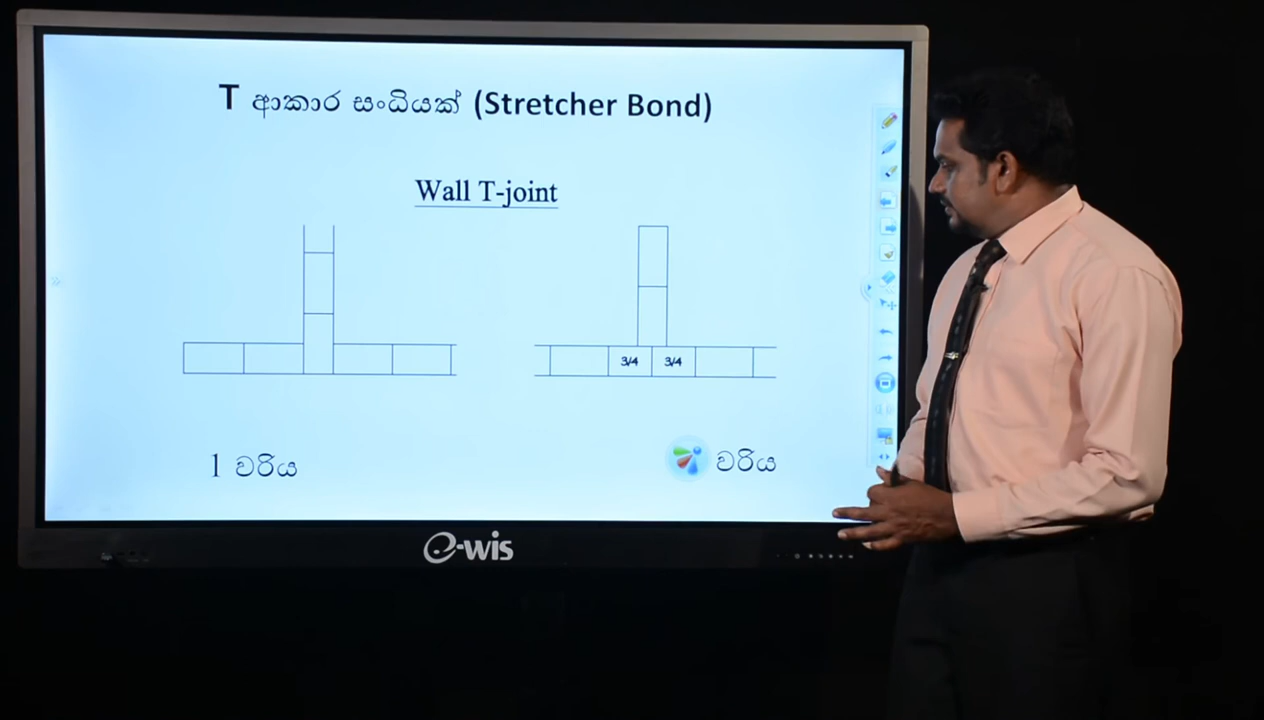 T ආකාර සංධියක් (Stretcher Bond)
Wall T-joint
3/4 3/4
1 වරිය
වරිය
e-wis